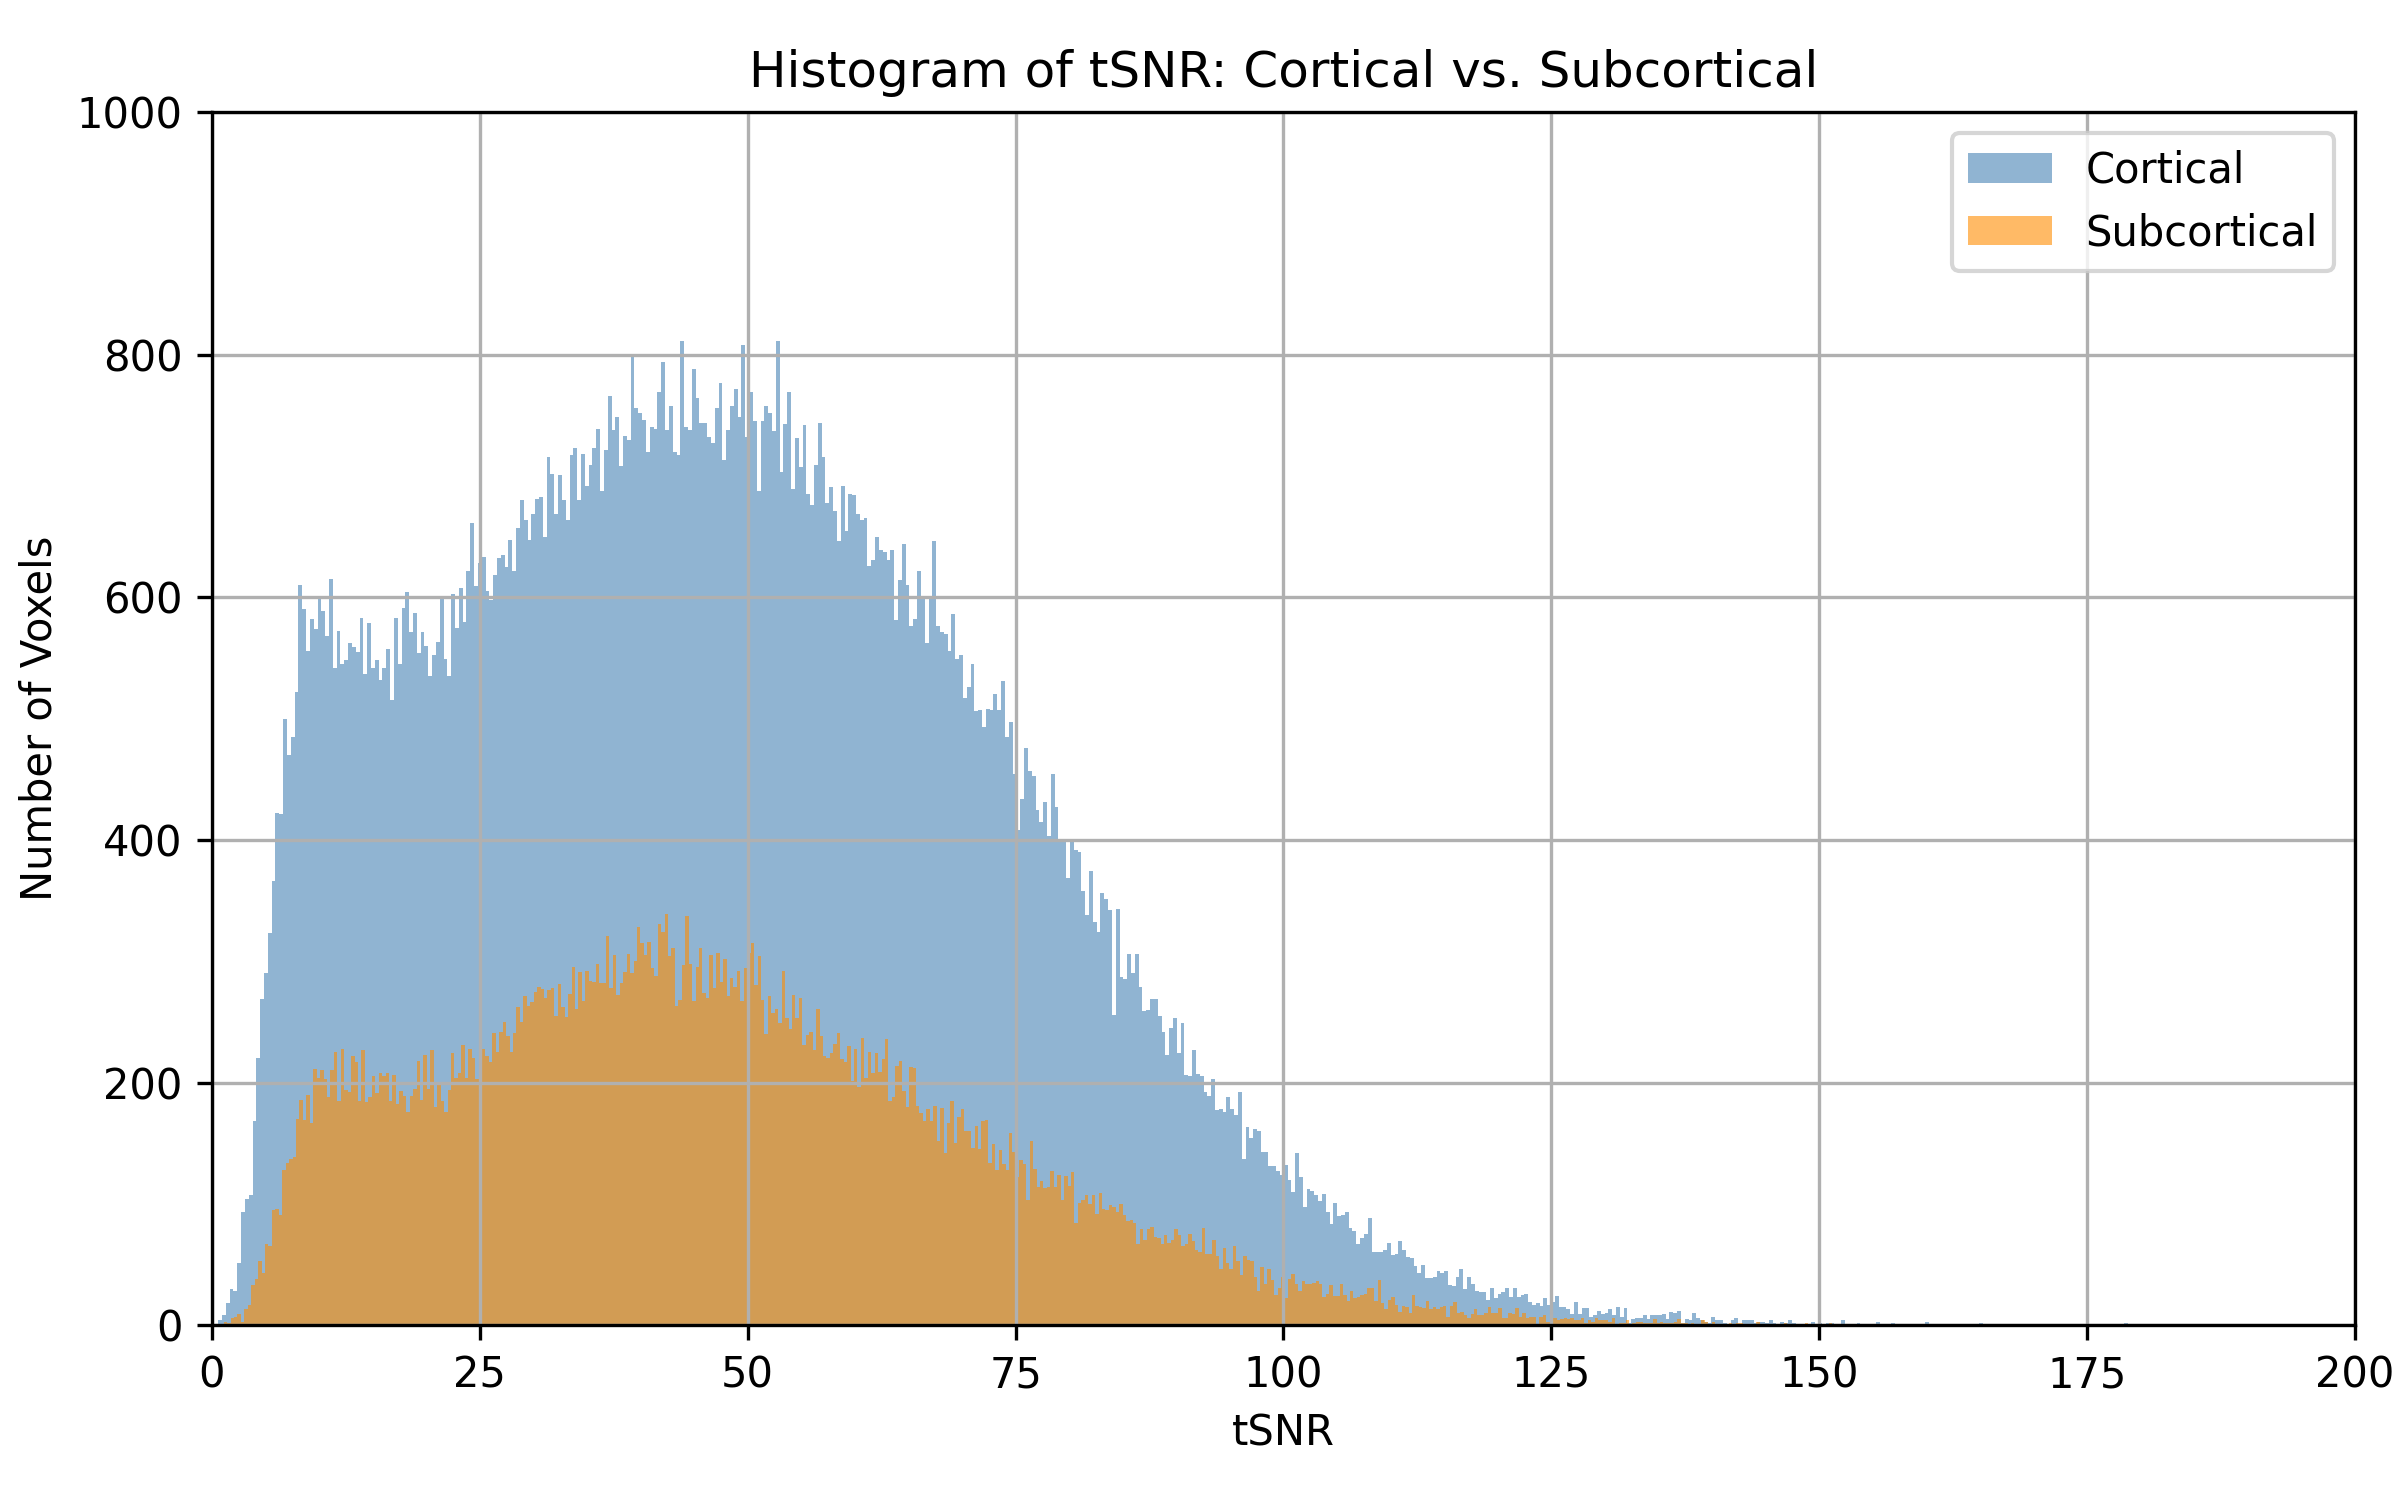 Histogram of tSNR: Cortical vs. Subcortical
1000
800
600
400
200
0
Number of Voxels
Cortical
Subcortical
0 25 50 75 100 125 150 175 200
tSNR